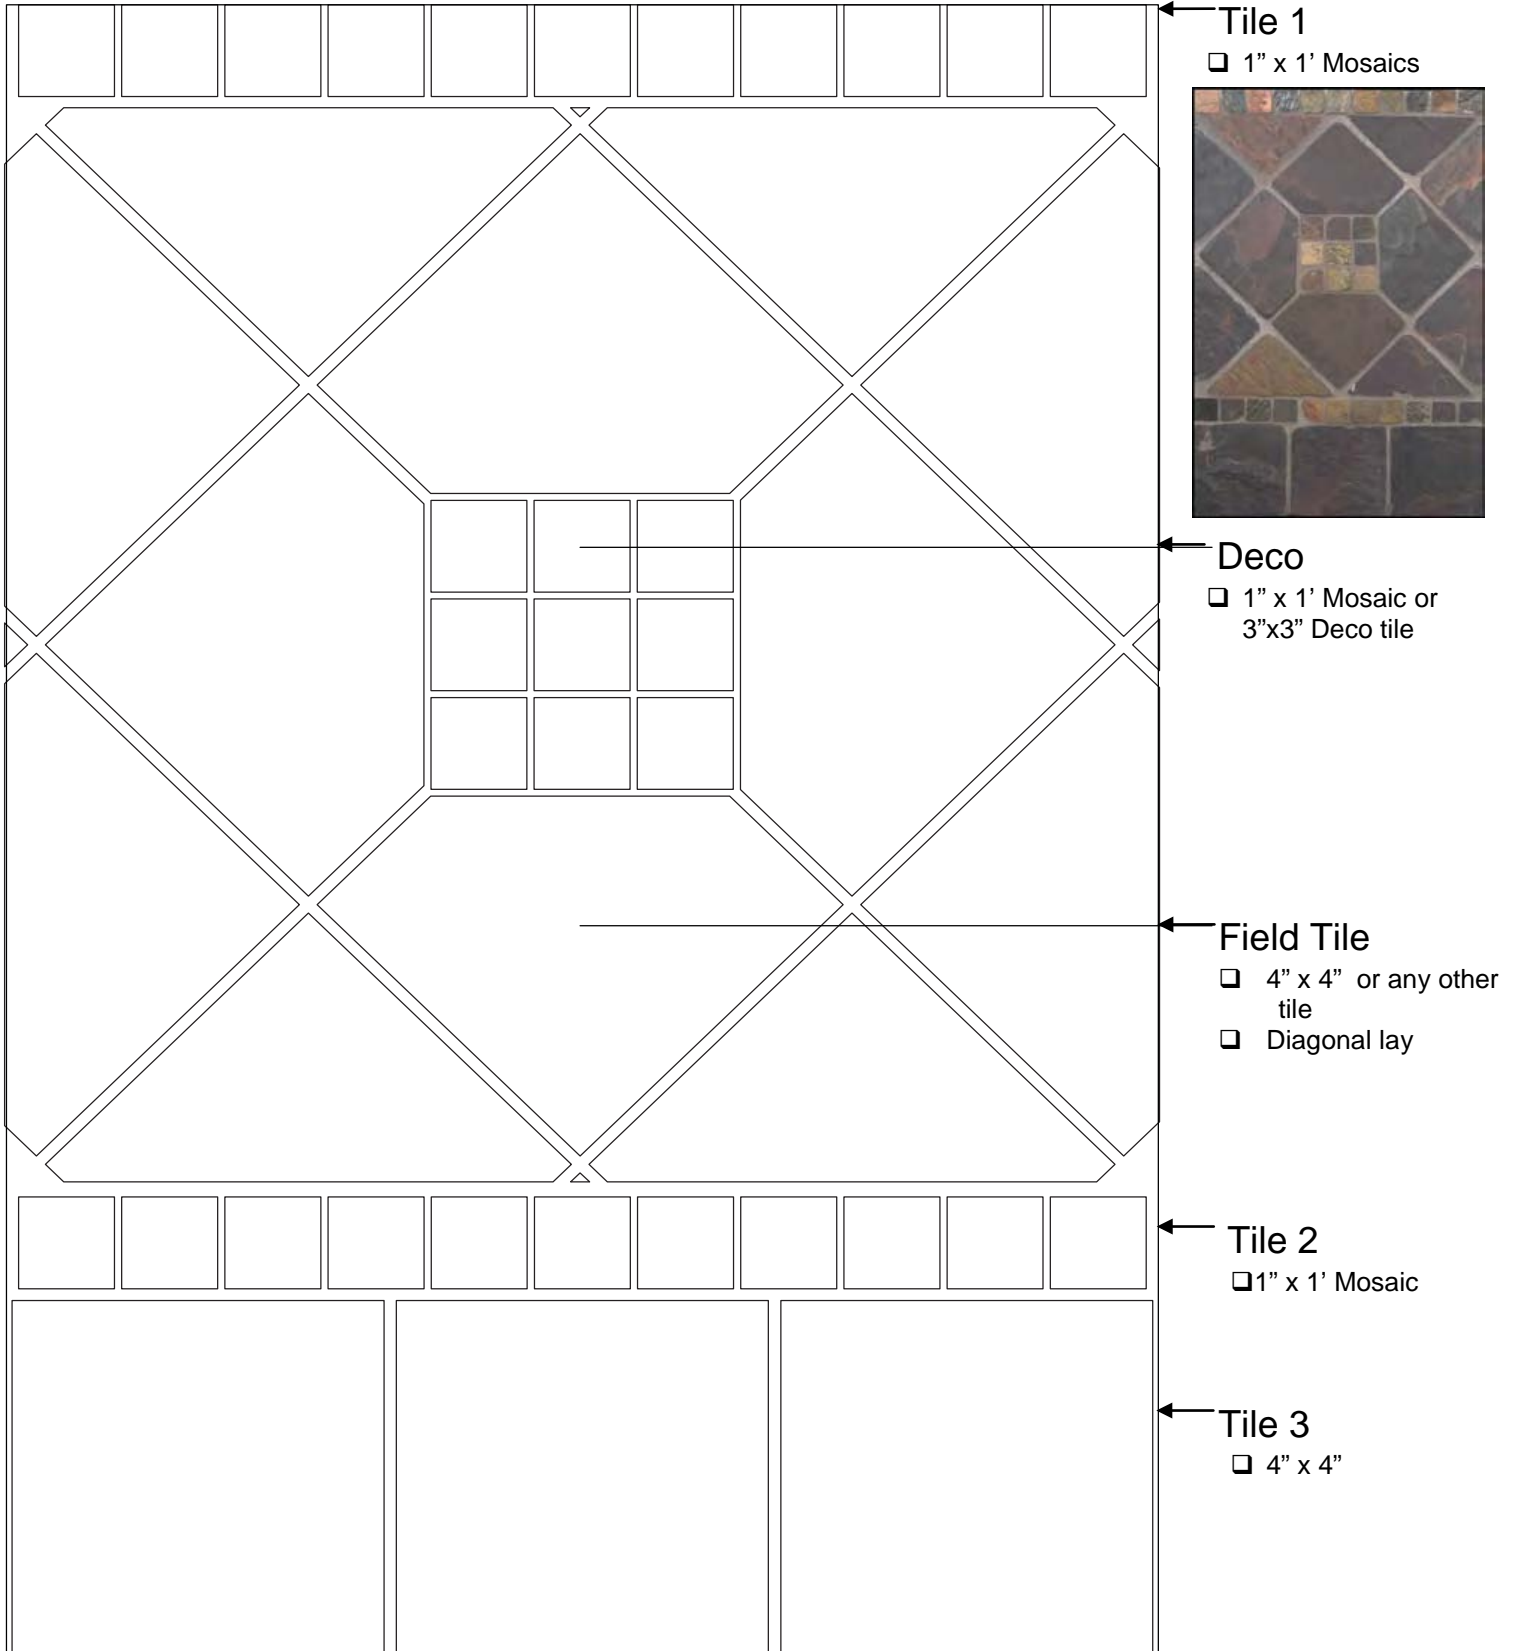 Tile 1
❑ 1” x 1’ Mosaics
Deco
❑ 1” x 1’ Mosaic or
3”x3” Deco tile
Field Tile
❑ 4” x 4” or any other
tile
❑ Diagonal lay
Tile 2
❑1” x 1’ Mosaic
Tile 3
❑ 4” x 4”